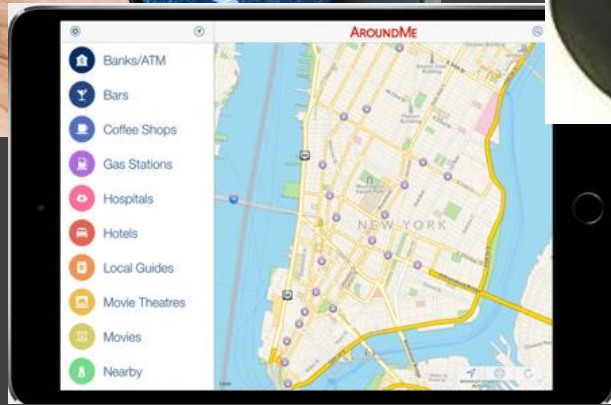 AROUNDME
Banks/ATM
Bars
Coffee Shops
Gas Stations
Hospitals
Hotels
Local Guides
Movie Theatres
Movies
Nearby
NEW YORK